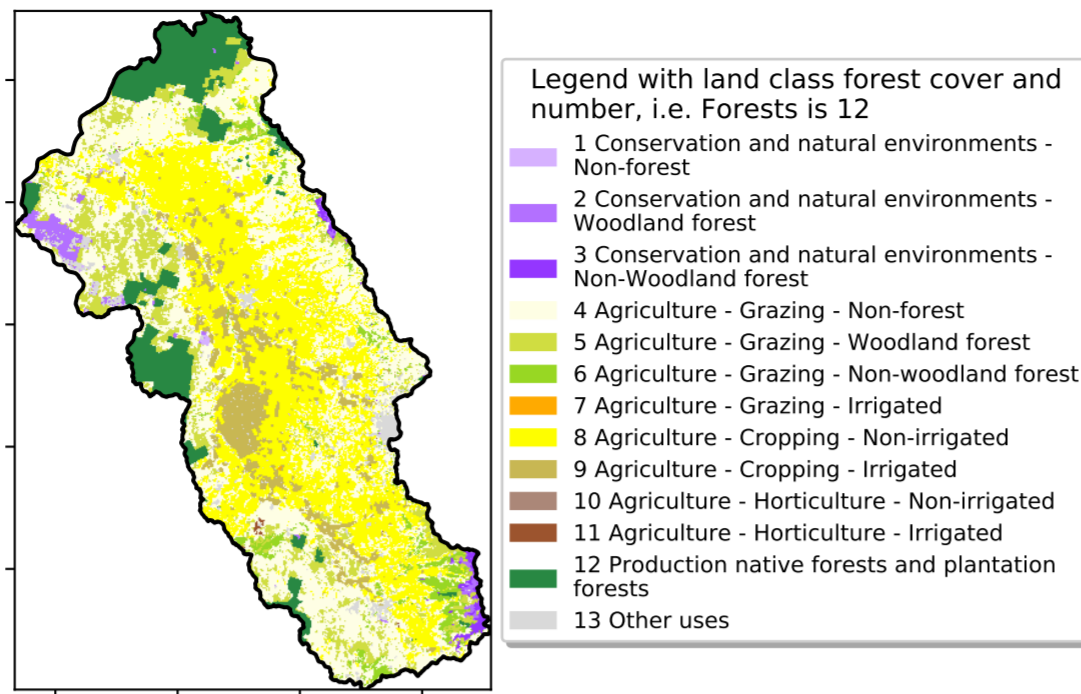 Legend with land class forest cover and
number, i.e. Forests is 12
1 Conservation and natural environments -
Non-forest
2 Conservation and natural environments -
Woodland forest
3 Conservation and natural environments -
Non-Woodland forest
4 Agriculture - Grazing - Non-forest
5 Agriculture - Grazing - Woodland forest
6 Agriculture - Grazing - Non-woodland forest
7 Agriculture - Grazing - Irrigated
8 Agriculture - Cropping - Non-irrigated
9 Agriculture - Cropping - Irrigated
10 Agriculture - Horticulture - Non-irrigated
11 Agriculture - Horticulture - Irrigated
12 Production native forests and plantation
forests
13 Other uses